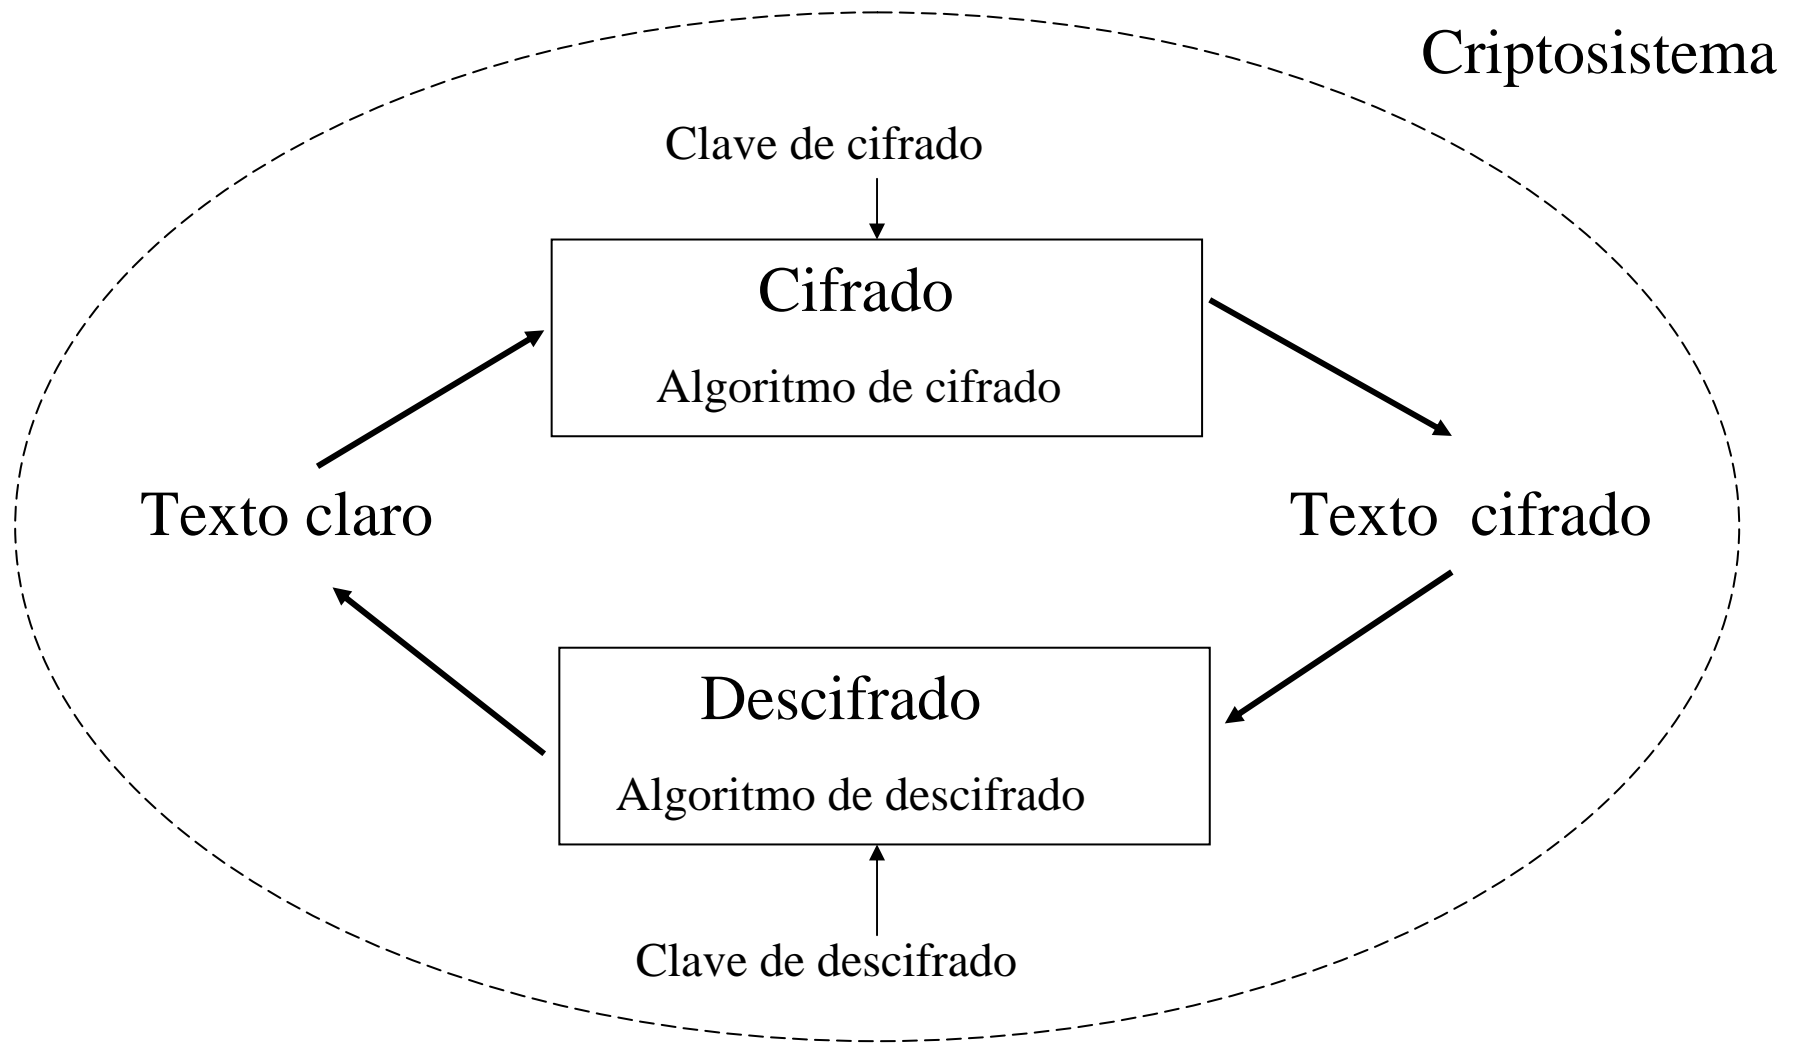 Criptosistema
Clave de cifrado
Cifrado
Algoritmo de cifrado
Texto claro
Texto cifrado
Descifrado
Algoritmo de descifrado
Clave de descifrado